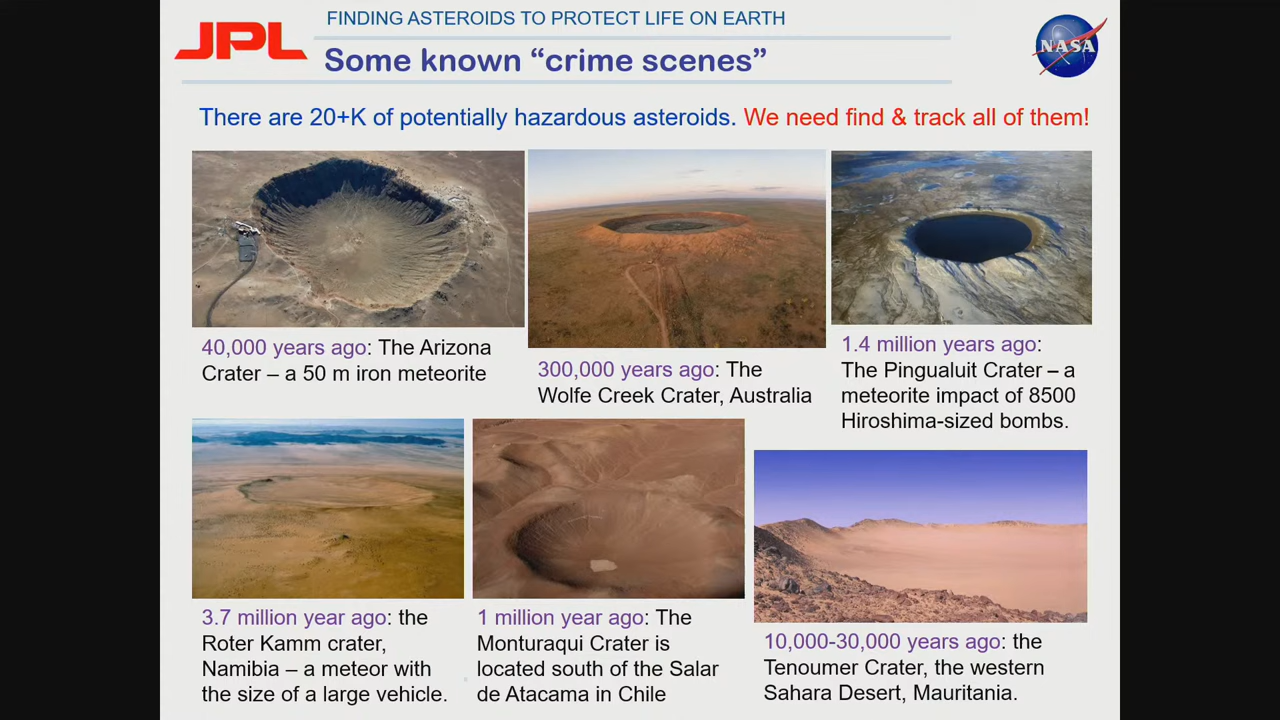 FINDING ASTEROIDS TO PROTECT LIFE ON EARTH
JPL
Some known “crime scenes”
NASA
There are 20+K of potentially hazardous asteroids. We need find & track all of them!
40,000 years ago: The Arizona
Crater – a 50 m iron meteorite
300,000 years ago: The
Wolfe Creek Crater, Australia
1.4 million years ago:
The Pingualuit Crater – a
meteorite impact of 8500
Hiroshima-sized bombs.
3.7 million year ago: the
Roter Kamm crater,
Namibia – a meteor with
the size of a large vehicle.
1 million year ago: The
Monturaqui Crater is
located south of the Salar
de Atacama in Chile
10,000-30,000 years ago: the
Tenoumer Crater, the western
Sahara Desert, Mauritania.